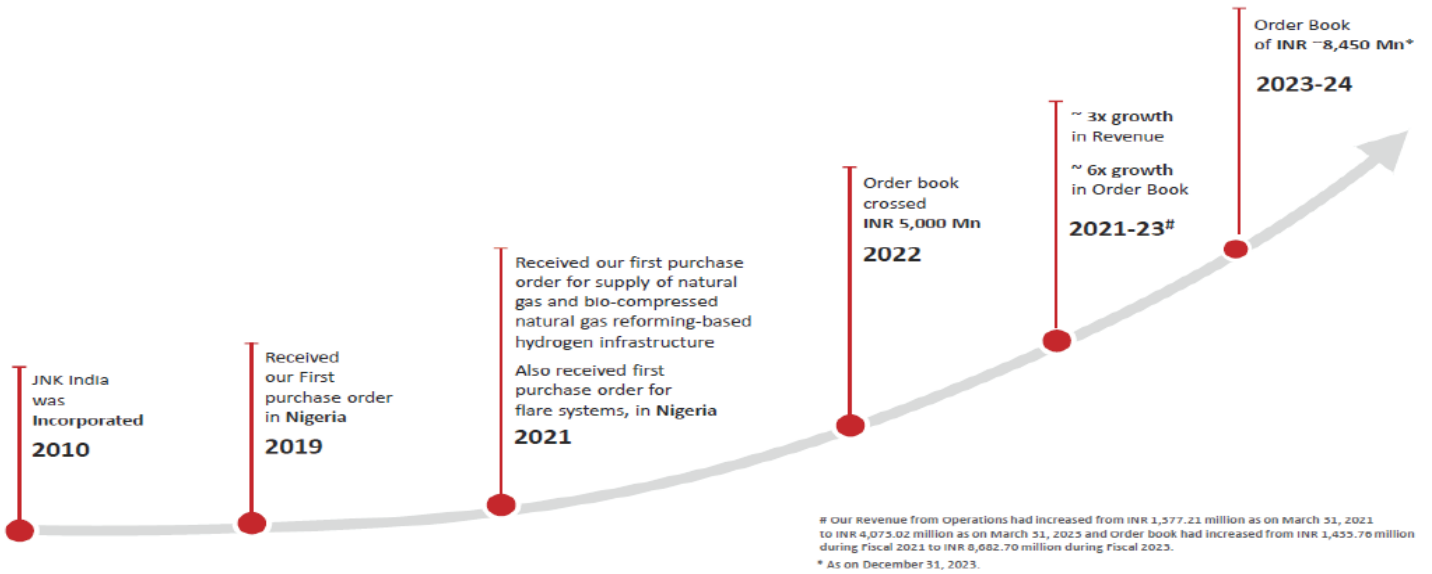 JNK India
was
Incorporated
2010
Received
our First
purchase order
in Nigeria
2019
Received our first purchase
order for supply of natural
gas and bio-compressed
natural gas reforming-based
hydrogen infrastructure
Also received first
purchase order for
flare systems, in Nigeria
2021
Order book
crossed
INR 5,000 Mn
2022
~ 3x growth
in Revenue
~ 6x growth
in Order Book
2021-23#
Order Book
of INR ~8,450 Mn*
2023-24
# Our Revenue from Operations had increased from INR 1,377.21 million as on March 31, 2021
to INR 4,073.02 million as on March 31, 2023 and Order book had increased from INR 1,435.76 million
during Fiscal 2021 to INR 8,682.70 million during Fiscal 2023.
* As on December 31, 2023.